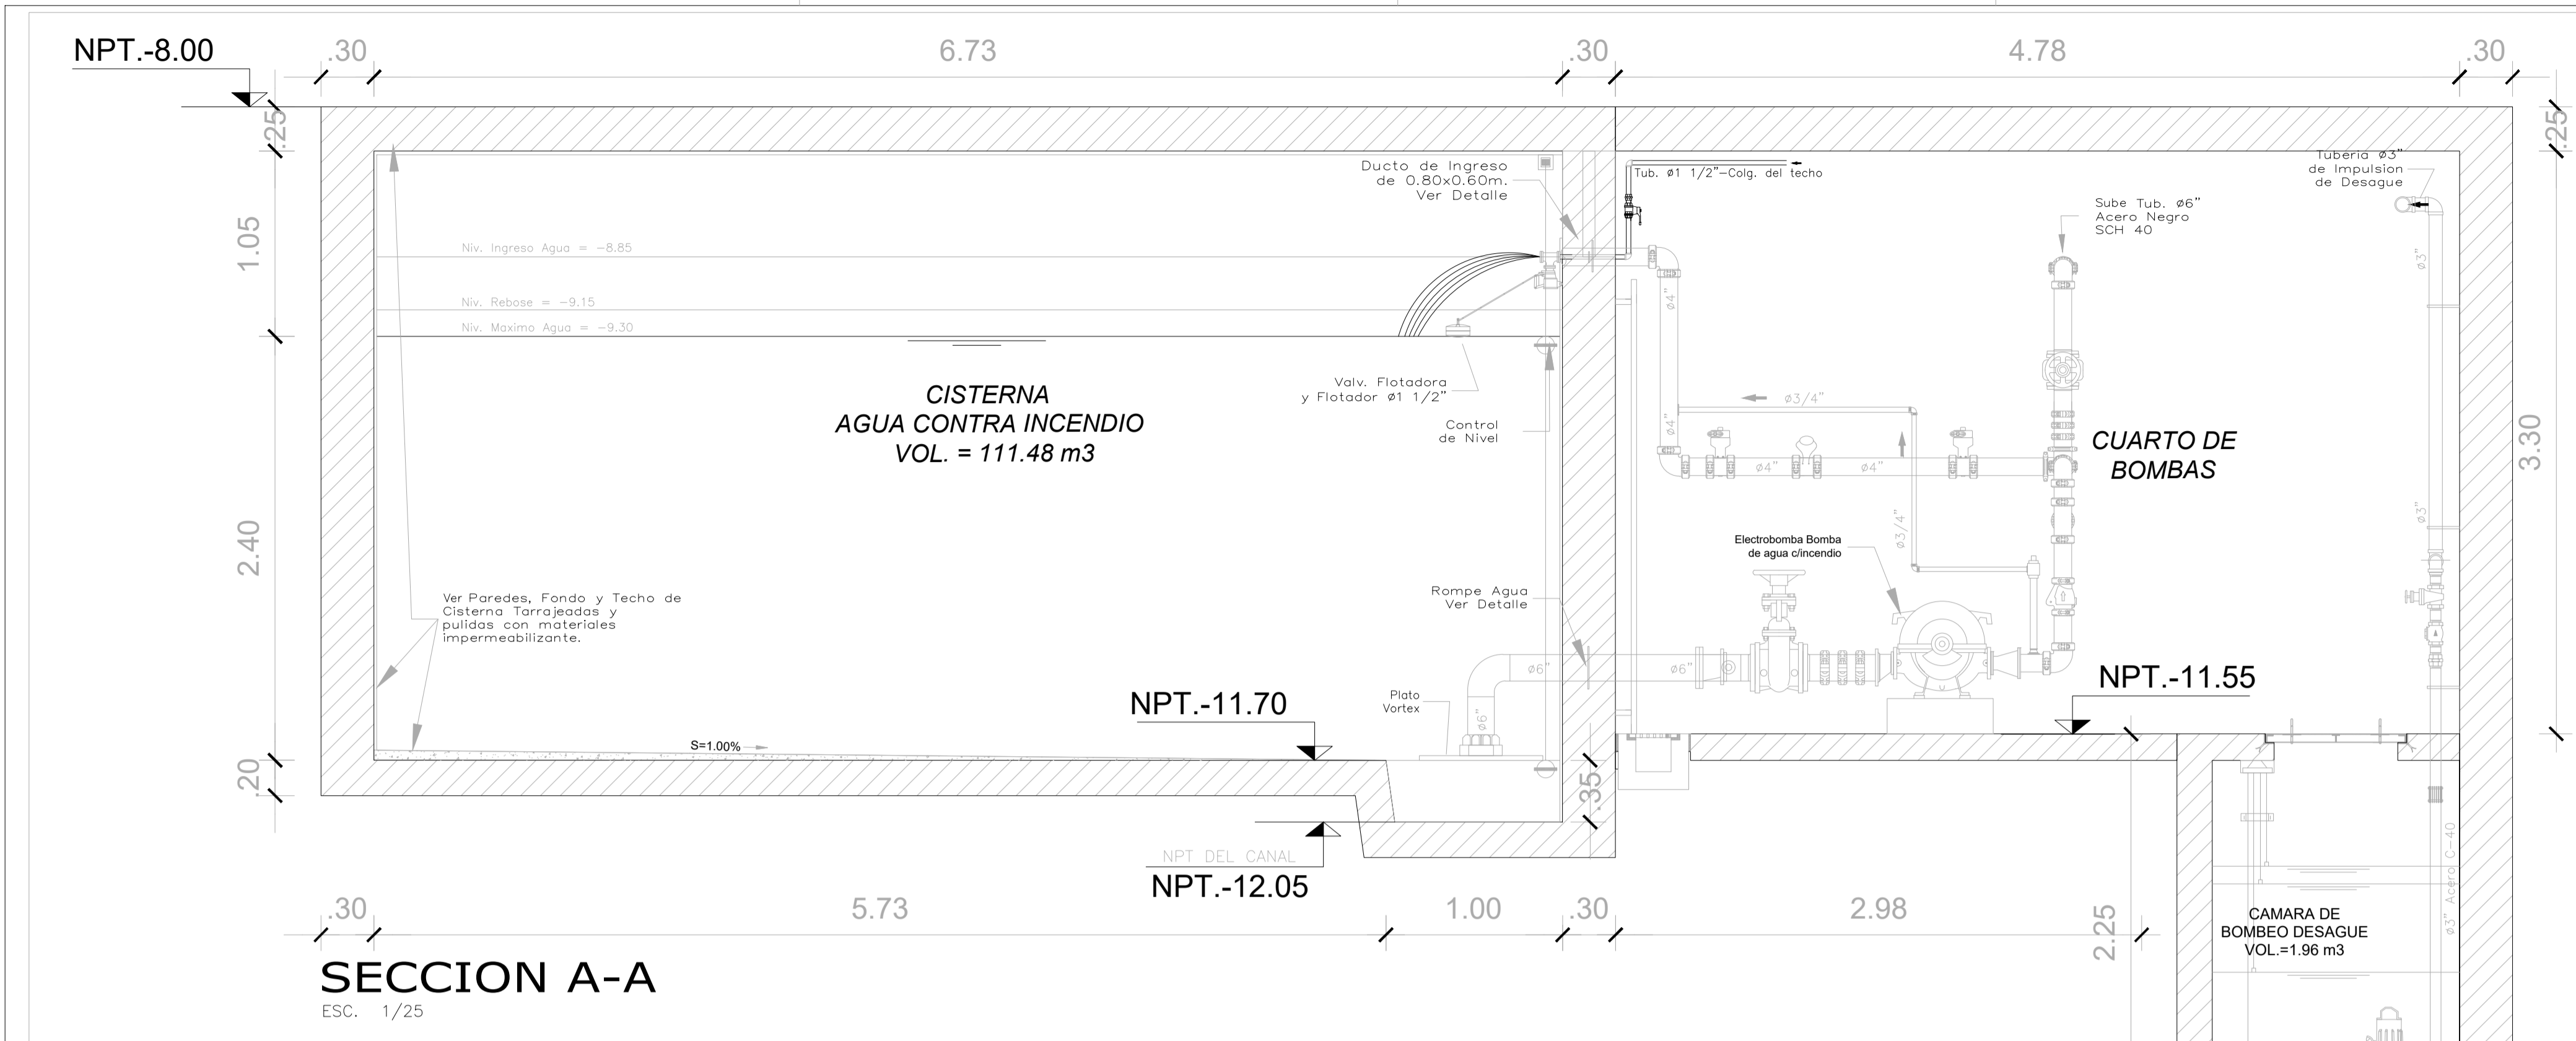 NPT.-8.00
.30
6.73
.30
4.78
.30
.25
.25
Ducto de Ingreso
de 0.80x0.60m.
Ver Detalle
Tub. ø1 1/2"-Colg. del techo
Tuberia ø3"
de Impulsion
de Desague
Sube Tub. ø6"
Acero Negro
SCH 40
1.05
Niv. Ingreso Agua = -8.85
Niv. Rebose = -9.15
Niv. Maximo Agua = -9.30
ø4"
ø3"
CISTERNA
AGUA CONTRA INCENDIO
VOL. = 111.48 m3
Valv. Flotadora
y Flotador ø1 1/2"
Control
de Nivel
ø3/4"
ø4"
ø4"
ø4"
CUARTO DE
BOMBAS
3.30
2.40
ø3/4"
ø3"
Electrobomba Bomba
de agua c/incendio
Ver Paredes, Fondo y Techo de
Cisterna Tarrajeadas y
pulidas con materiales
impermeabilizante.
Rompe Agua
Ver Detalle
ø6"
ø6"
ø6"
Plato
Vortex
NPT.-11.70
NPT.-11.55
S=1.00%
.20
.35
NPT DEL CANAL
NPT.-12.05
ø3" Acero C-40
.30
5.73
1.00
.30
2.98
2.25
CAMARA DE
BOMBEO DESAGUE
VOL.=1.96 m3
SECCION A-A
ESC. 1/25